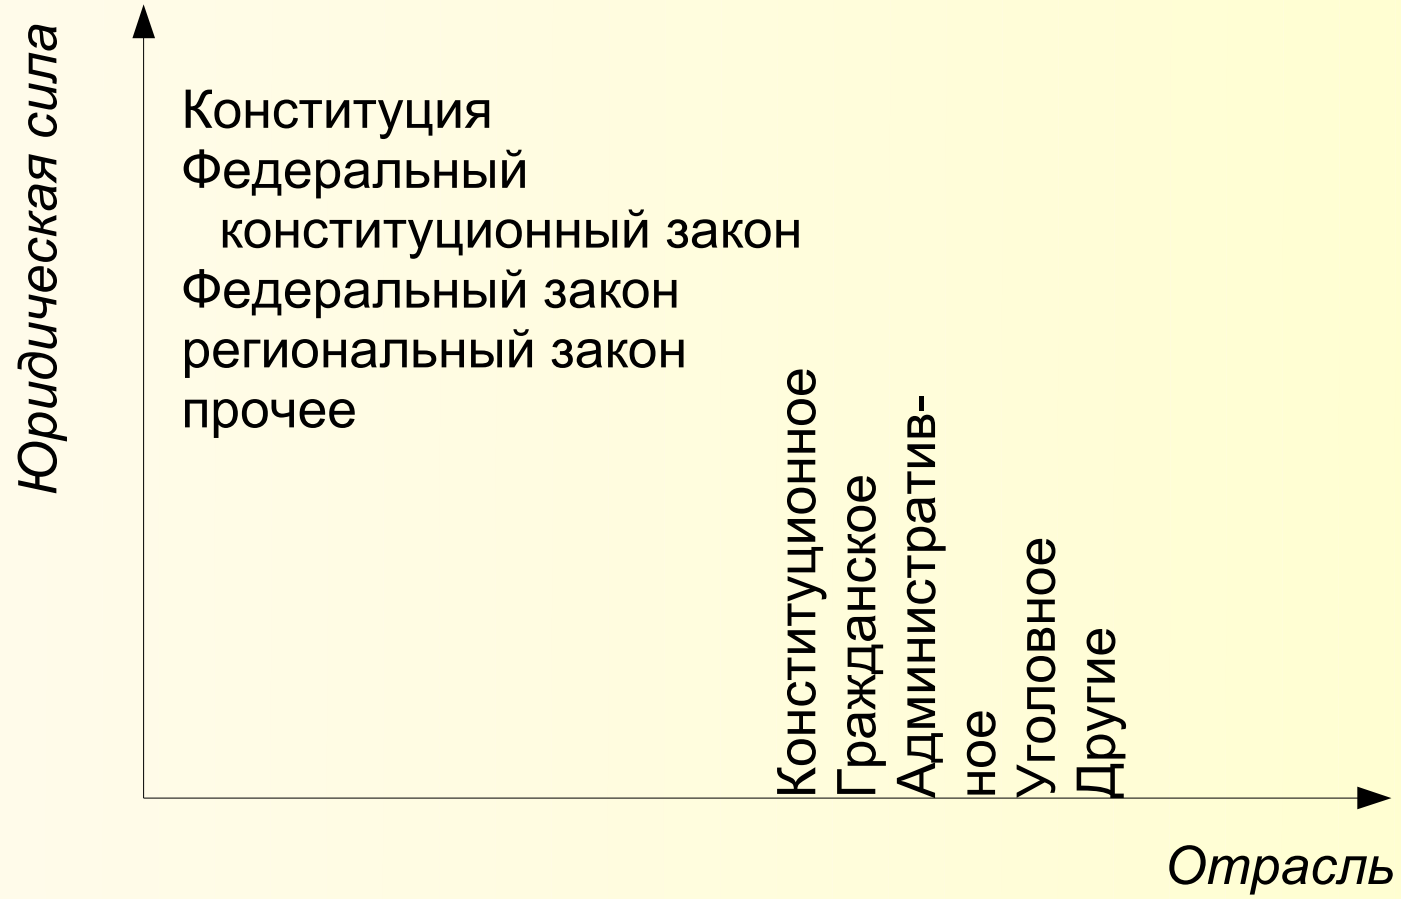 Юридическая сила
Конституция
Федеральный
конституционный закон
Федеральный закон
региональный закон
прочее
Конституционное
Гражданское
Административ-
ное
Уголовное
Другие
Отрасль